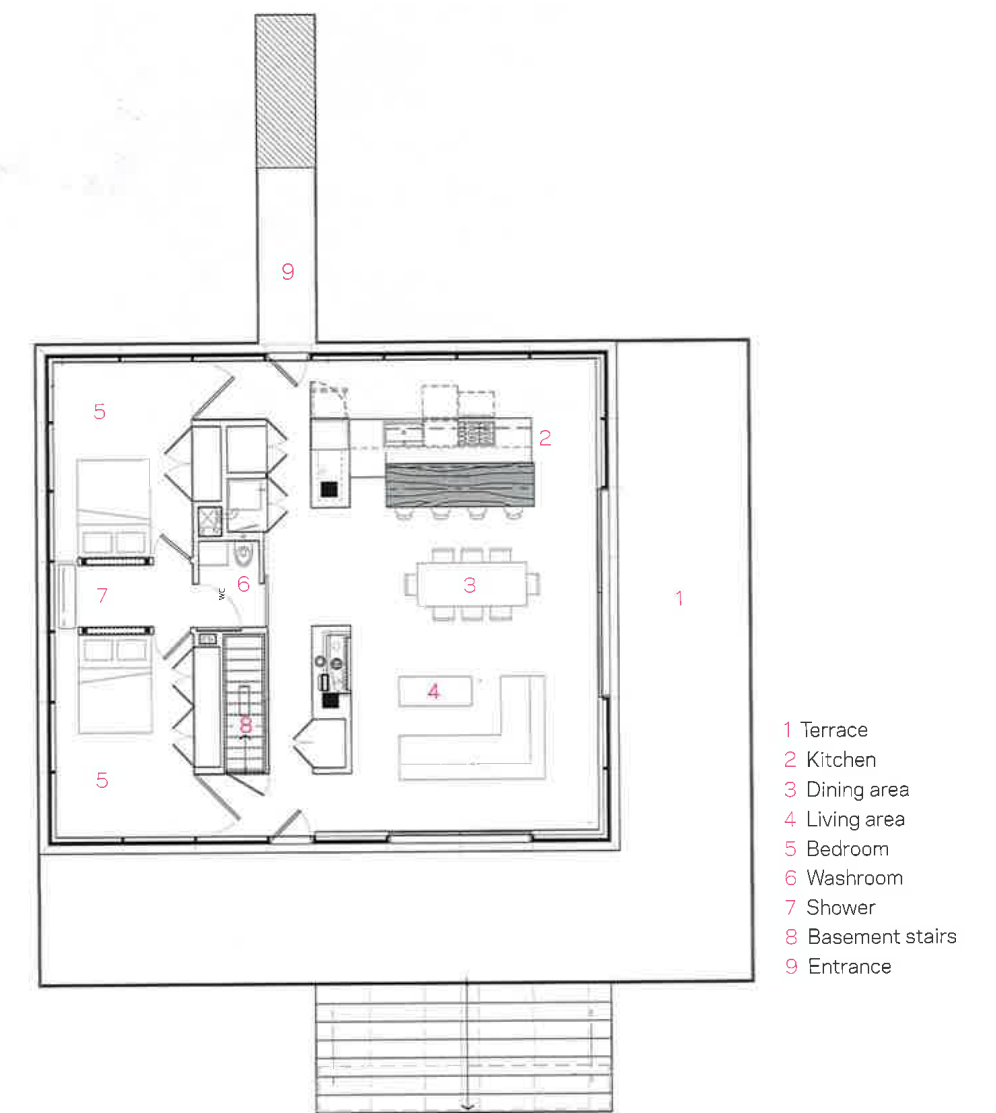 9
5
2
7
6
WC
3
1
4
8
5
1 Terrace
2 Kitchen
3 Dining area
4 Living area
5 Bedroom
6 Washroom
7 Shower
8 Basement stairs
9 Entrance